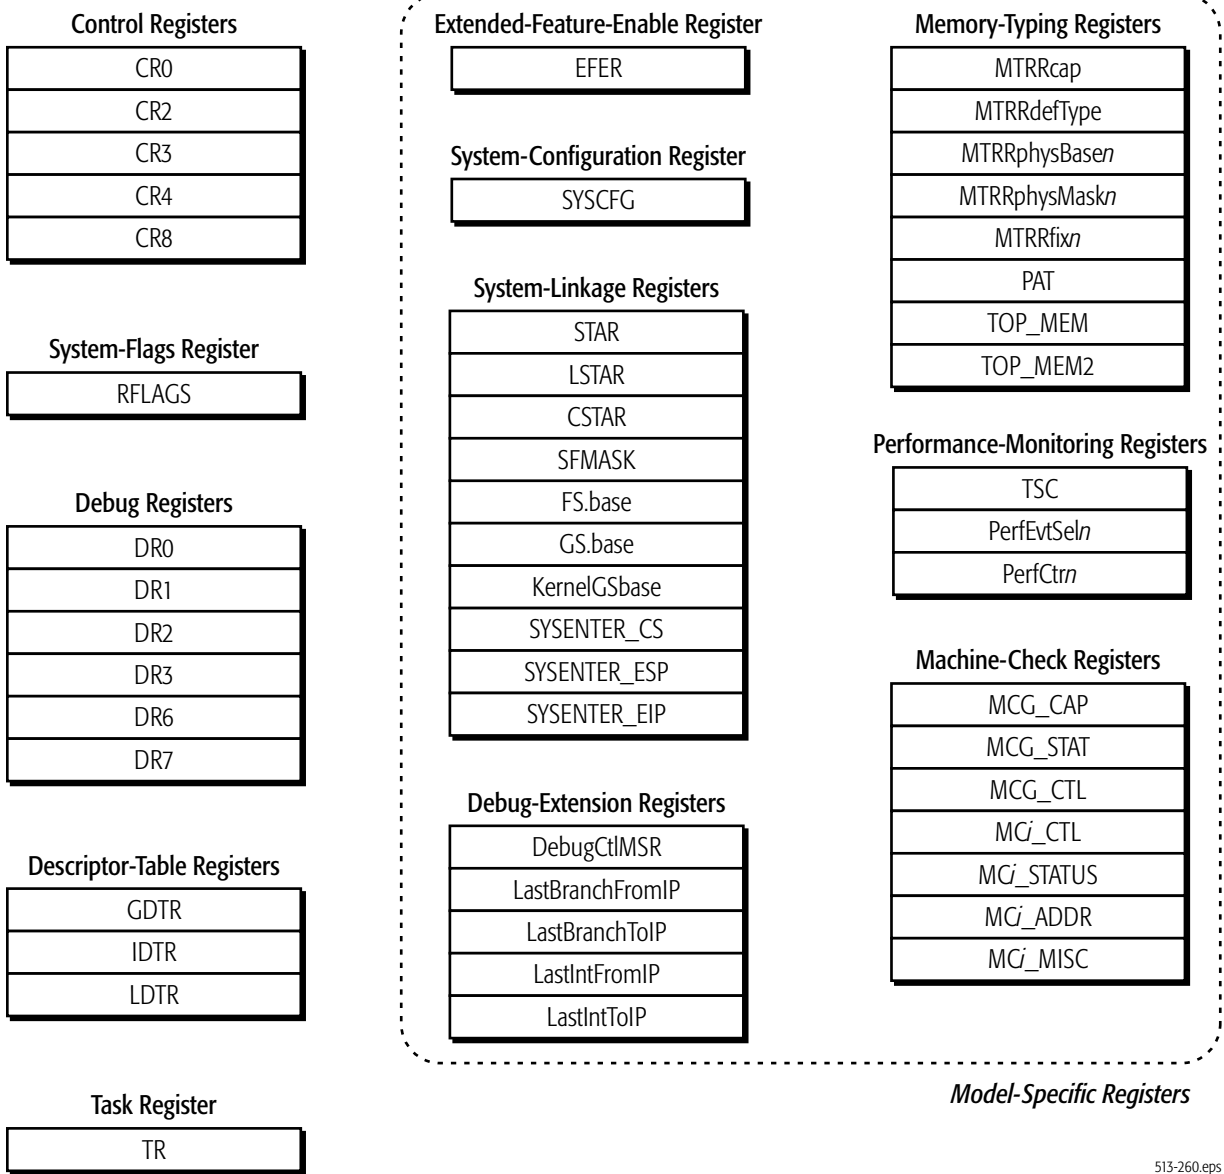 Control Registers
CR0
CR2
CR3
CR4
CR8
System-Flags Register
RFLAGS
Debug Registers
DR0
DR1
DR2
DR3
DR6
DR7
Descriptor-Table Registers
GDTR
IDTR
LDTR
Task Register
TR
Extended-Feature-Enable Register
EFER
System-Configuration Register
SYSCFG
System-Linkage Registers
STAR
LSTAR
CSTAR
SFMASK
FS.base
GS.base
KernelGSbase
SYSENTER_CS
SYSENTER_ESP
SYSENTER_EIP
Debug-Extension Registers
DebugCtlMSR
LastBranchFromIP
LastBranchToIP
LastIntFromIP
LastIntToIP
Memory-Typing Registers
MTRRcap
MTRRdefType
MTRRphysBasen
MTRRphysMaskn
MTRRfixn
PAT
TOP_MEM
TOP_MEM2
Performance-Monitoring Registers
TSC
PerfEvtSeln
PerfCtrn
Machine-Check Registers
MCG_CAP
MCG_STAT
MCG_CTL
MCi_CTL
MCi_STATUS
MCi_ADDR
MCi_MISC
Model-Specific Registers
513-260.eps